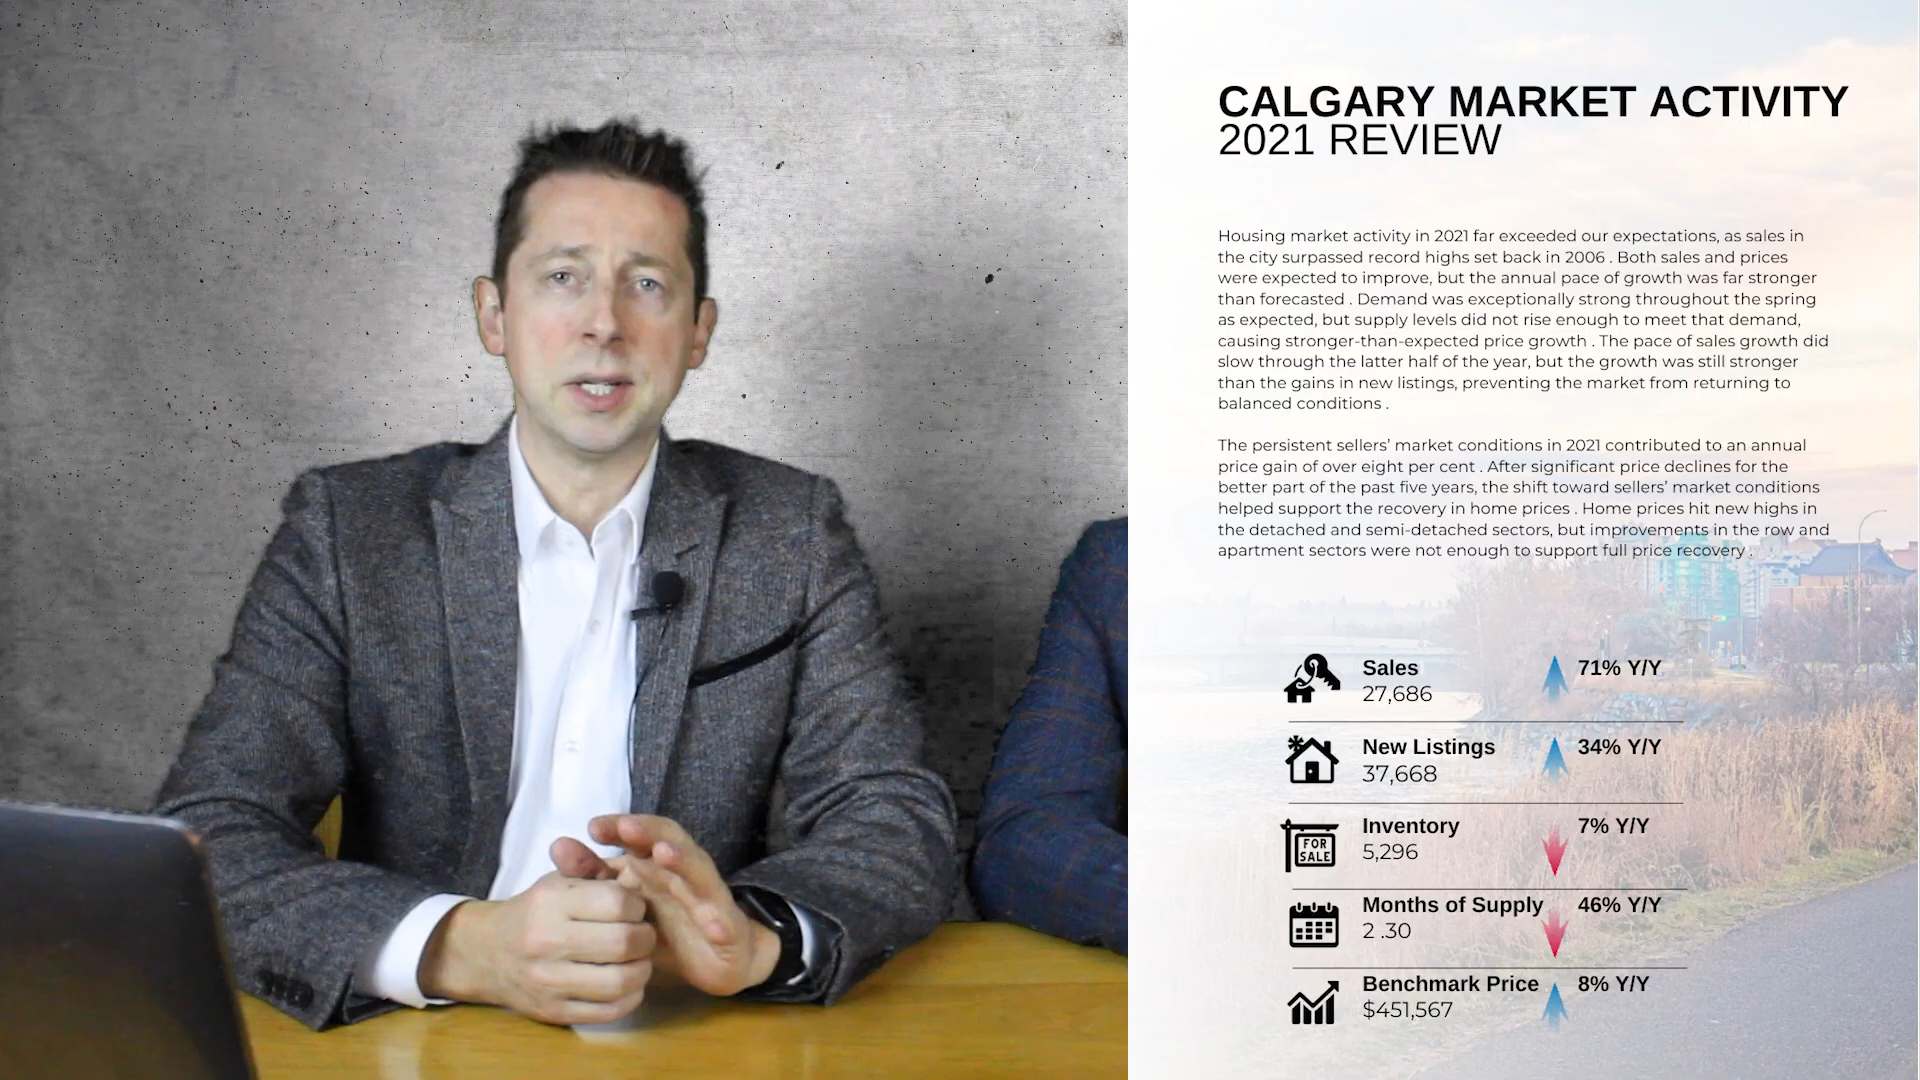 CALGARY MARKET ACTIVITY
2021 REVIEW
Housing market activity in 2021 far exceeded our expectations, as sales in
the city surpassed record highs set back in 2006 . Both sales and prices
were expected to improve, but the annual pace of growth was far stronger
than forecasted . Demand was exceptionally strong throughout the spring
as expected, but supply levels did not rise enough to meet that demand,
causing stronger-than-expected price growth . The pace of sales growth did
slow through the latter half of the year, but the growth was still stronger
than the gains in new listings, preventing the market from returning to
balanced conditions .
The persistent sellers’ market conditions in 2021 contributed to an annual
price gain of over eight per cent . After significant price declines for the
better part of the past five years, the shift toward sellers’ market conditions
helped support the recovery in home prices . Home prices hit new highs in
the detached and semi-detached sectors, but improvements in the row and
apartment sectors were not enough to support full price recovery .
Sales 71% Y/Y
27,686
New Listings 34% Y/Y
37,668
Inventory 7% Y/Y
5,296
FOR
SALE
Months of Supply 46% Y/Y
2 .30
Benchmark Price 8% Y/Y
$451,567